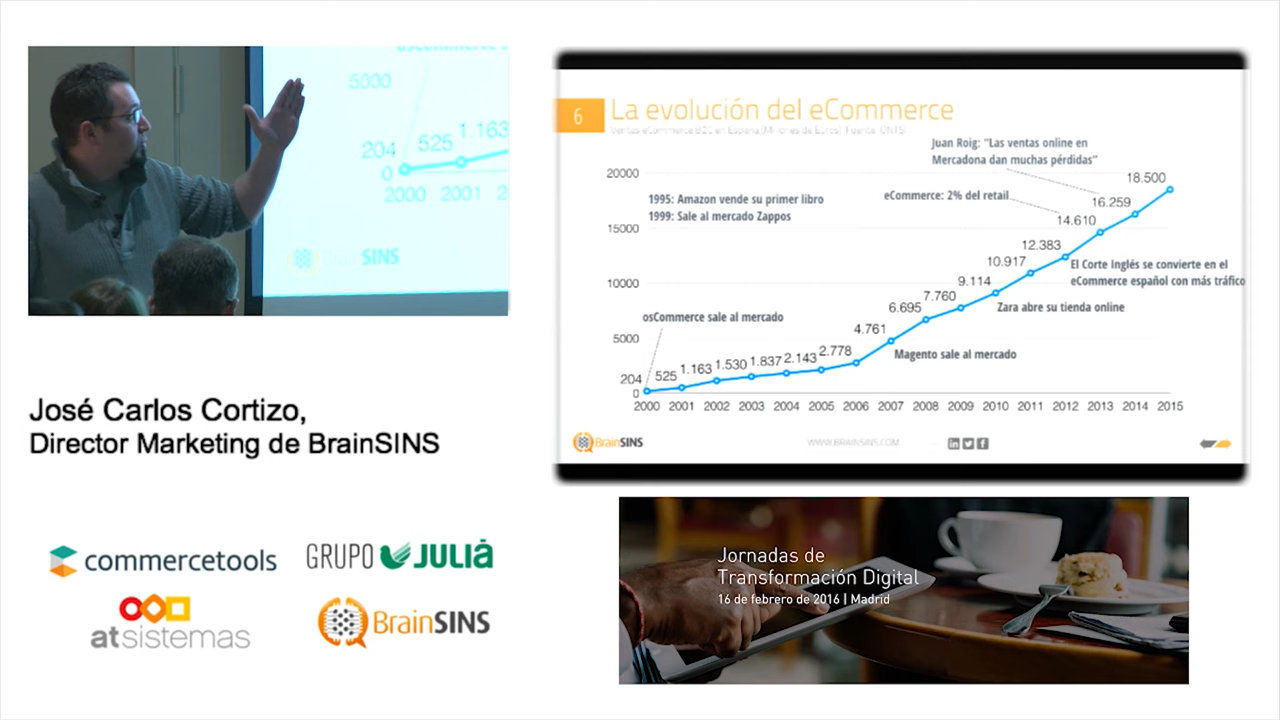 5000
204 525 1.163
0
2000 2001
SINS
6
La evolución del eCommerce
Ventas eCommerce B2C en España (Millones de Euros) Fuente: ONTSI
Juan Roig: “Las ventas online en
Mercadona dan muchas pérdidas”
20000
18.500
1995: Amazon vende su primer libro
eCommerce: 2% del retail
16.259
1999: Sale al mercado Zappos
14.610
15000
12.383
10.917
El Corte Inglés se convierte en el
eCommerce español con más tráfico
10000
9.114
7.760
6.695
Zara abre su tienda online
osCommerce sale al mercado
4.761
5000
Magento sale al mercado
204 525 1.163 1.530 1.837 2.143 2.778
0
2000 2001 2002 2003 2004 2005 2006 2007 2008 2009 2010 2011 2012 2013 2014 2015
BrainSINS
WWW.BRAINSINS.COM
José Carlos Cortizo,
Director Marketing de BrainSINS
commercetools
GRUPO JULIÀ
atsistemas
BrainSINS
Jornadas de
Transformación Digital
16 de febrero de 2016 | Madrid